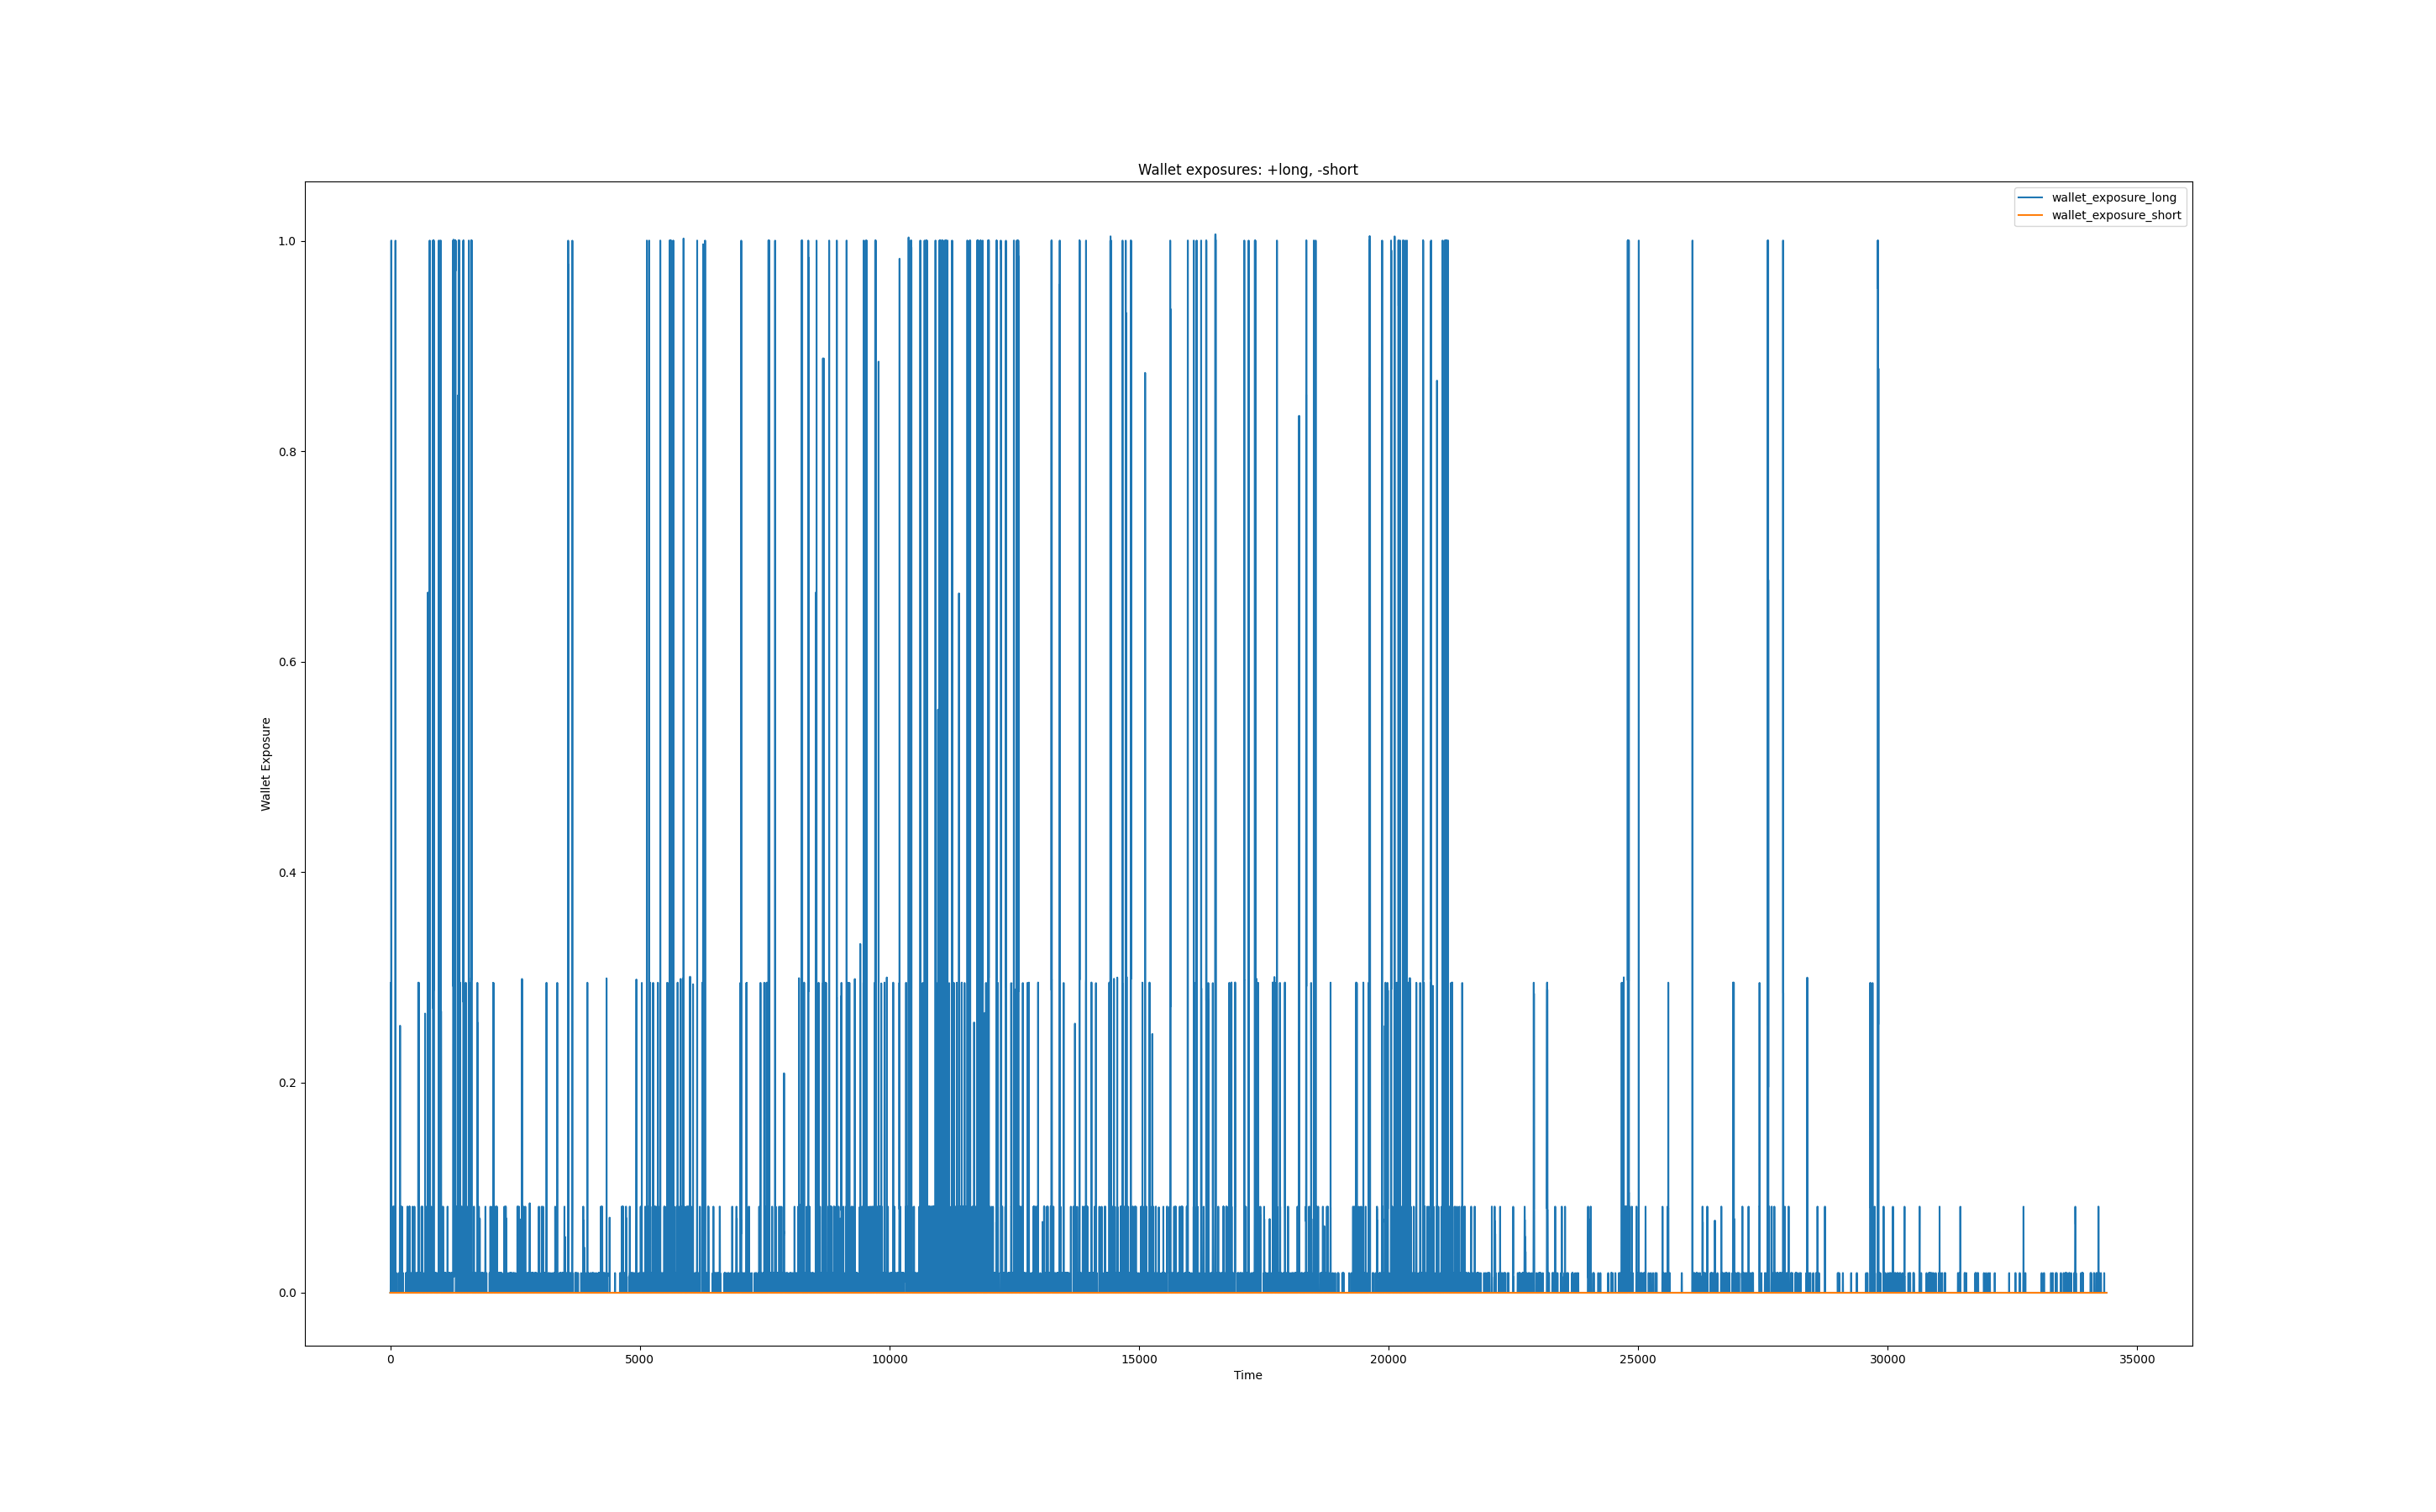 Wallet exposures: +long, -short
wallet_exposure_long
wallet_exposure_short
1.0
0.8
0.6
0.4
0.2
0.0
Wallet Exposure
0 5000 10000 15000 20000 25000 30000 35000
Time